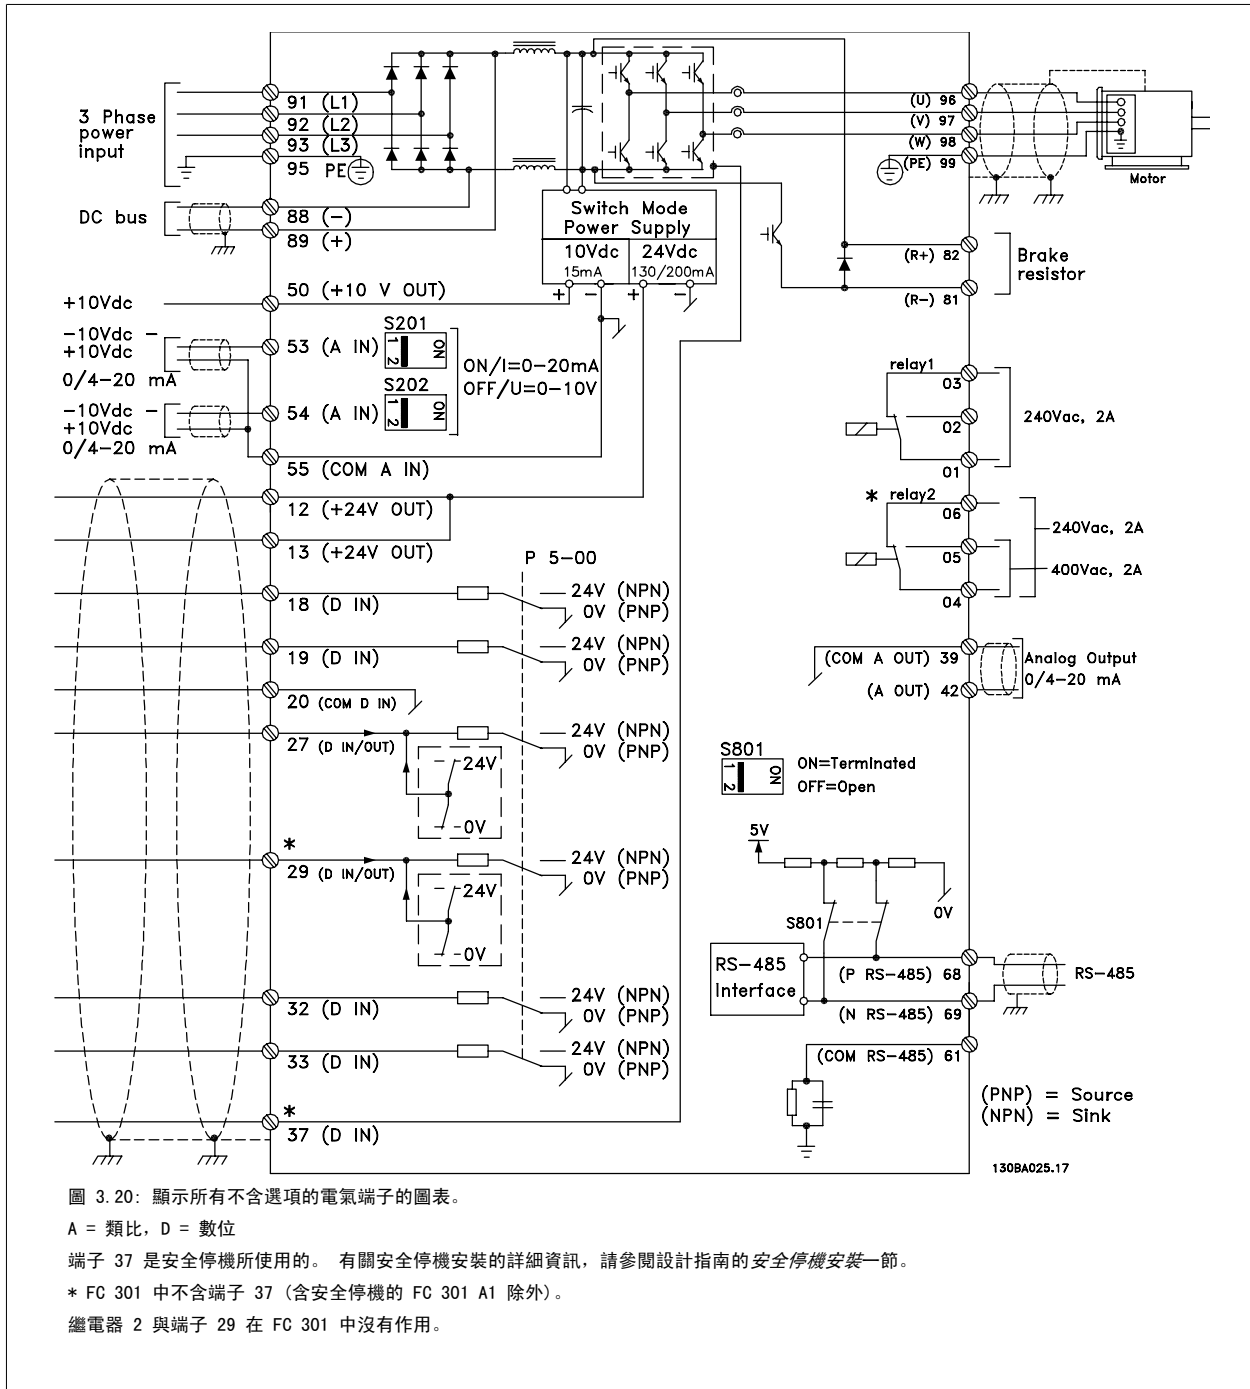 3 Phase
power
input
91 (L1)
92 (L2)
93 (L3)
95 PE
DC bus
88 (-)
89 (+)
+10Vdc
50 (+10 V OUT)
-10Vdc -
+10Vdc
0/4-20 mA
53 (A IN)
S201
1 2
ON
ON/I=0-20mA
OFF/U=0-10V
-10Vdc -
+10Vdc
0/4-20 mA
54 (A IN)
S202
1 2
ON
55 (COM A IN)
12 (+24V OUT)
13 (+24V OUT)
Switch Mode
Power Supply
10Vdc
15mA
24Vdc
130/200mA
+ - + -
P 5-00
18 (D IN)
24V (NPN)
0V (PNP)
19 (D IN)
24V (NPN)
0V (PNP)
20 (COM D IN)
27 (D IN/OUT)
24V (NPN)
0V (PNP)
24V
0V
*
29 (D IN/OUT)
24V (NPN)
0V (PNP)
24V
0V
32 (D IN)
24V (NPN)
0V (PNP)
33 (D IN)
24V (NPN)
0V (PNP)
*
37 (D IN)
(U) 96
(V) 97
(W) 98
(PE) 99
Motor
(R+) 82
(R-) 81
Brake
resistor
relay1
03
02
01
240Vac, 2A
* relay2
06
05
04
240Vac, 2A
400Vac, 2A
(COM A OUT) 39
(A OUT) 42
Analog Output
0/4-20 mA
S801
1 2
ON
ON=Terminated
OFF=Open
5V
S801
0V
RS-485
Interface
(P RS-485) 68
(N RS-485) 69
RS-485
(COM RS-485) 61
(PNP) = Source
(NPN) = Sink
130BA025.17
圖 3.20: 顯示所有不含選項的電氣端子的圖表。
A = 類比, D = 數位
端子 37 是安全停機所使用的。 有關安全停機安裝的詳細資訊, 請參閱設計指南的安全停機安裝一節。
* FC 301 中不含端子 37 (含安全停機的 FC 301 A1 除外)。
繼電器 2 與端子 29 在 FC 301 中沒有作用。